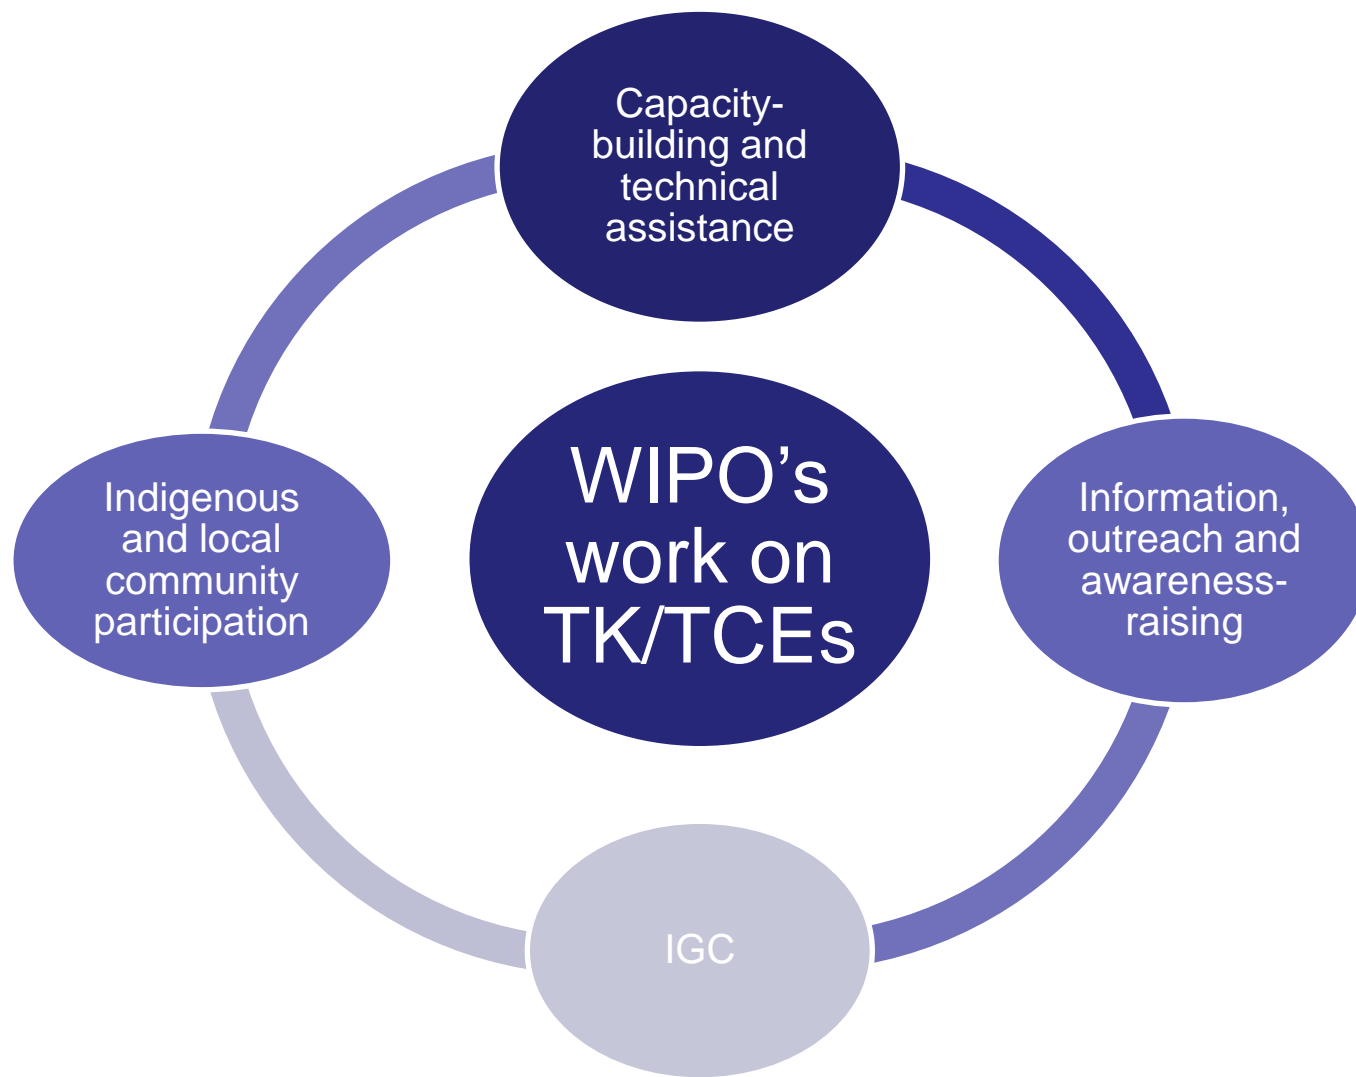 Capacity-
building and
technical
assistance
WIPO’s
work on
TK/TCEs
Indigenous
and local
community
participation
Information,
outreach and
awareness-
raising
IGC